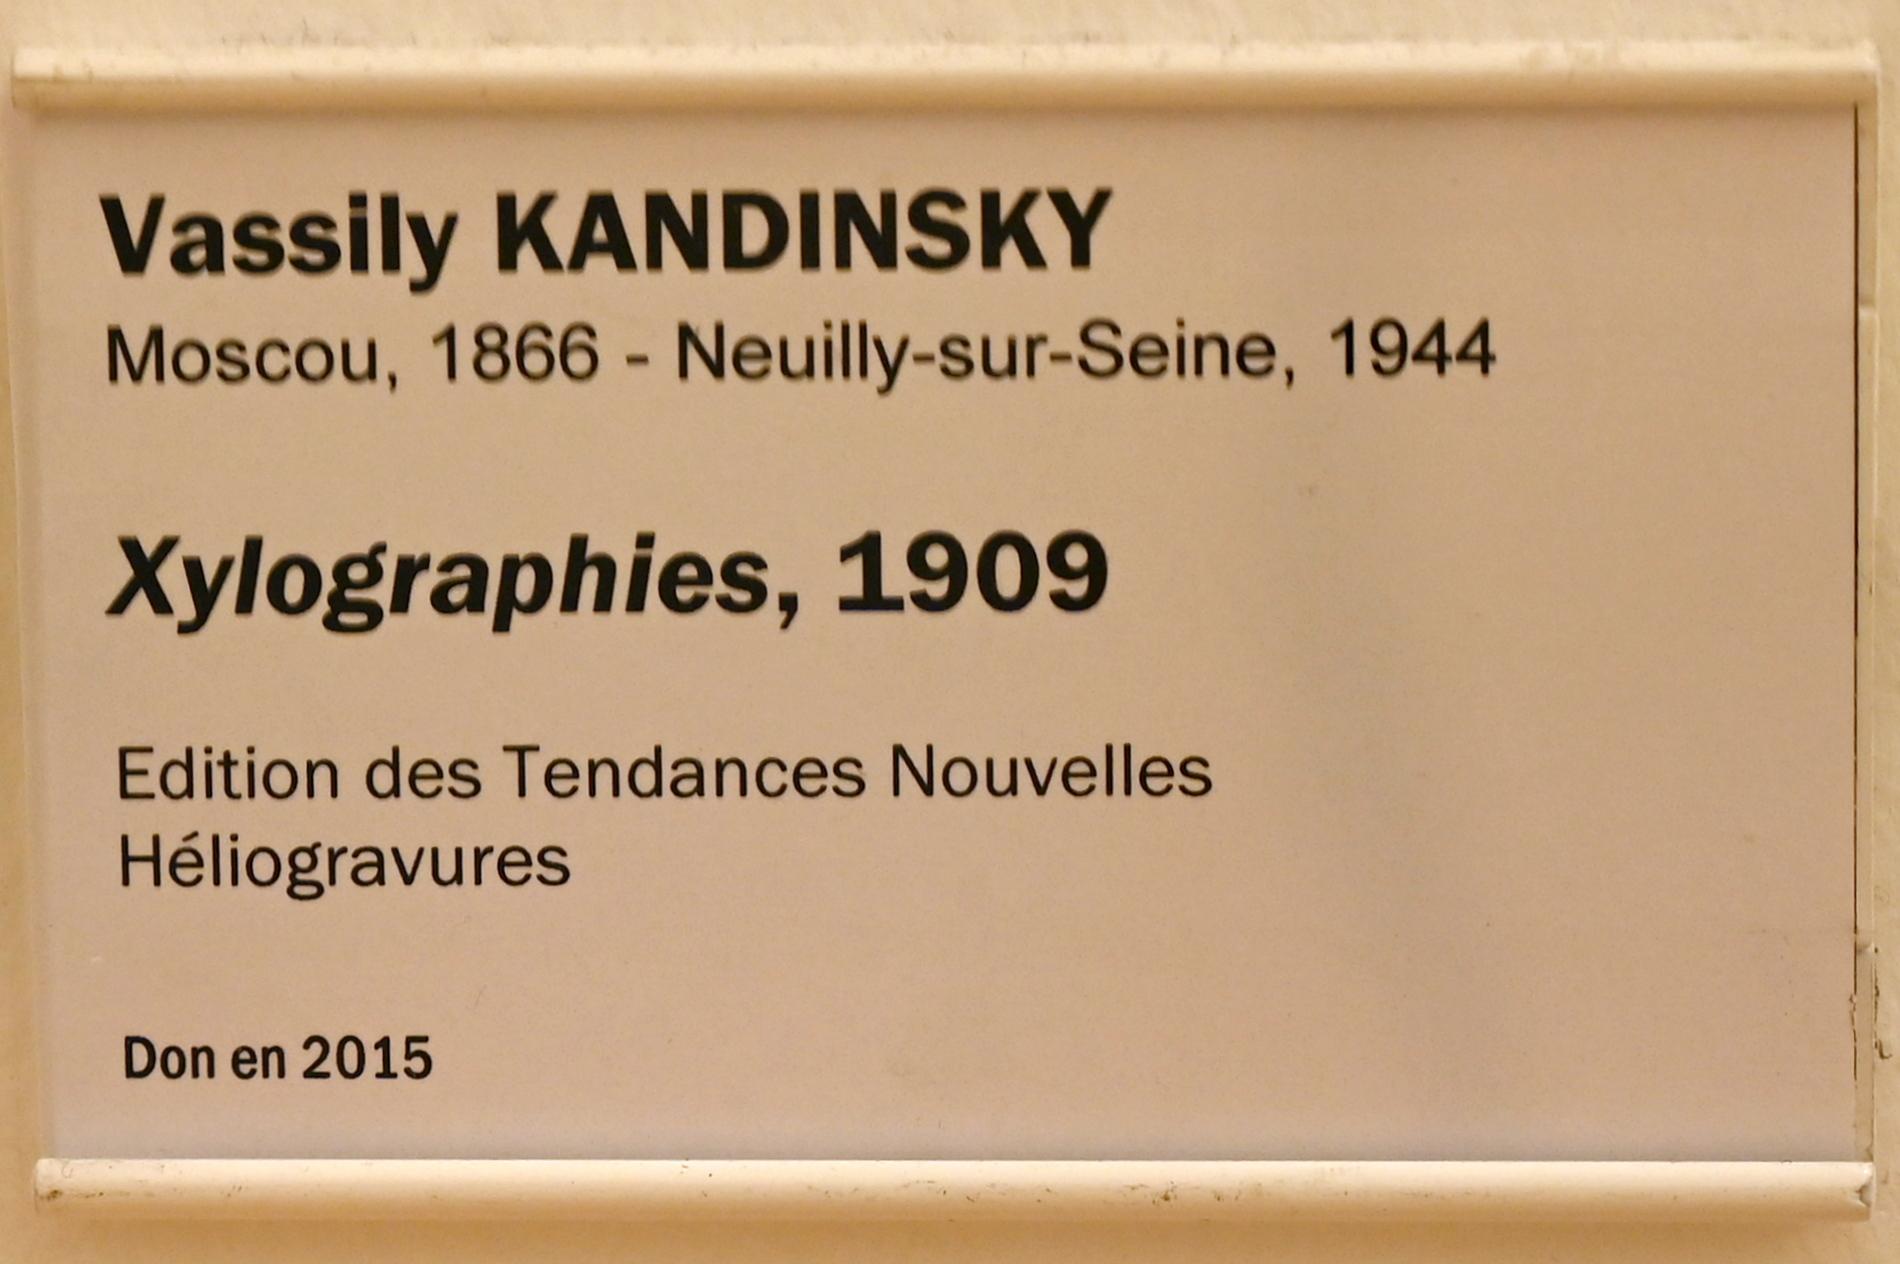 Vassily KANDINSKY
Moscou, 1866 - Neuilly-sur-Seine, 1944
Xylographies, 1909
Edition des Tendances Nouvelles
Héliogravures
Don en 2015